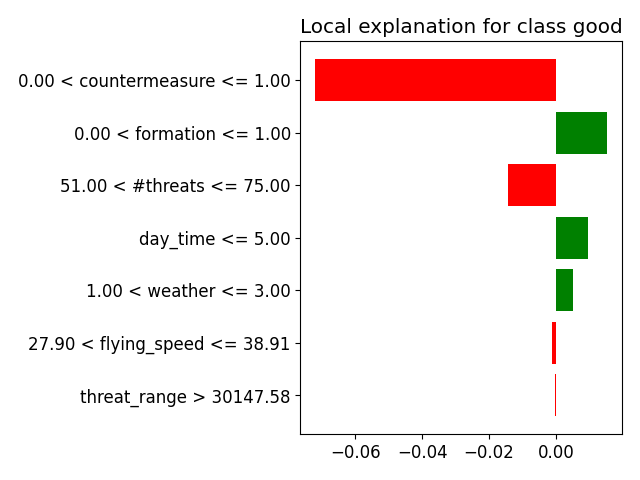 Local explanation for class good
0.00 < countermeasure <= 1.00
0.00 < formation <= 1.00
51.00 < #threats <= 75.00
day_time <= 5.00
1.00 < weather <= 3.00
27.90 < flying_speed <= 38.91
threat_range > 30147.58
−0.06 −0.04 −0.02 0.00